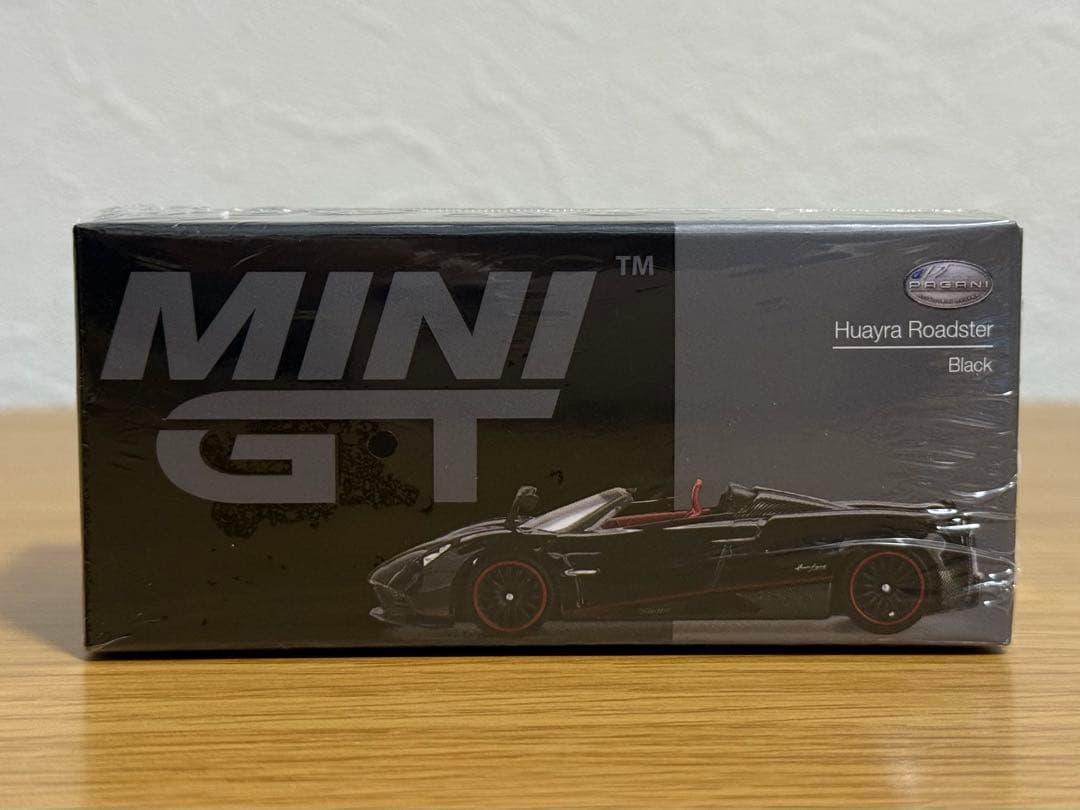 MINI
GT
TM
PAGANI
Huayra Roadster
Black